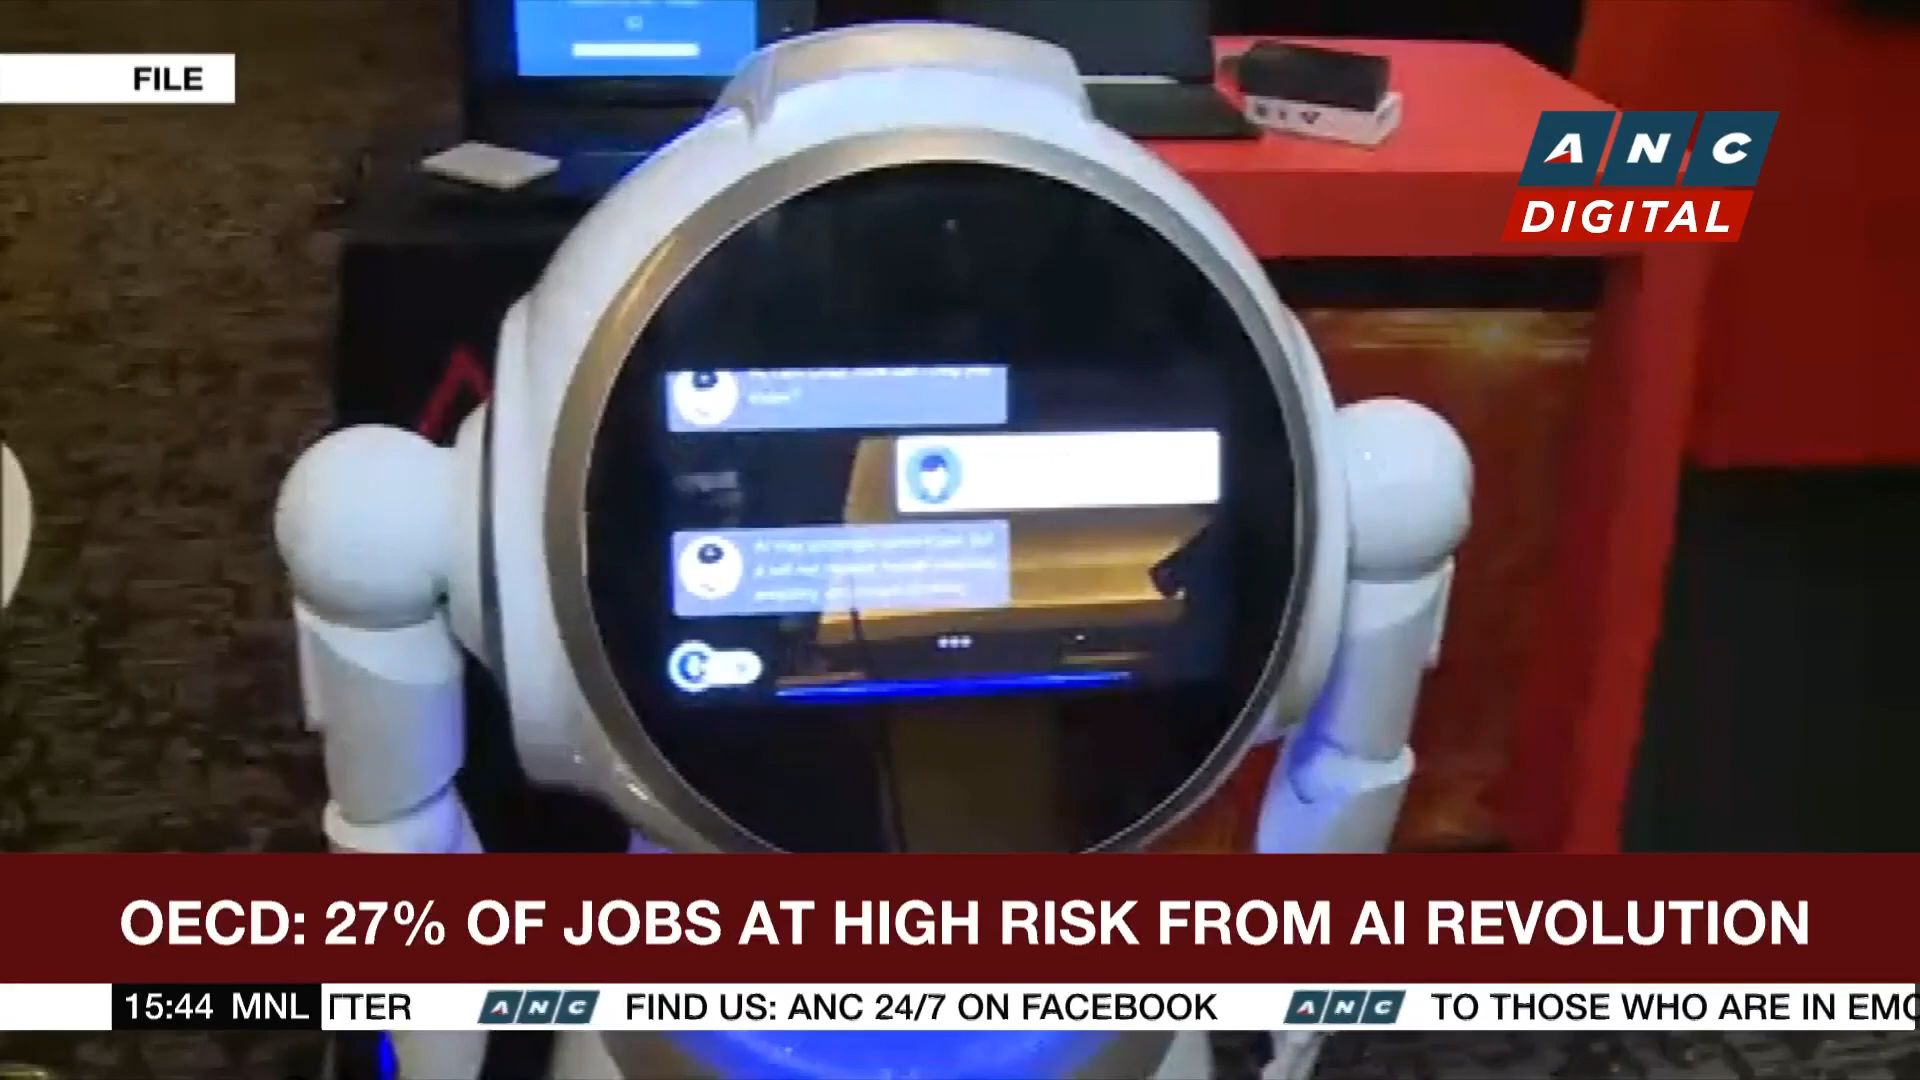 FILE
ANC
DIGITAL
OECD: 27% OF JOBS AT HIGH RISK FROM AI REVOLUTION
15:44 MNL TTER ANC FIND US: ANC 24/7 ON FACEBOOK ANC TO THOSE WHO ARE IN EMO